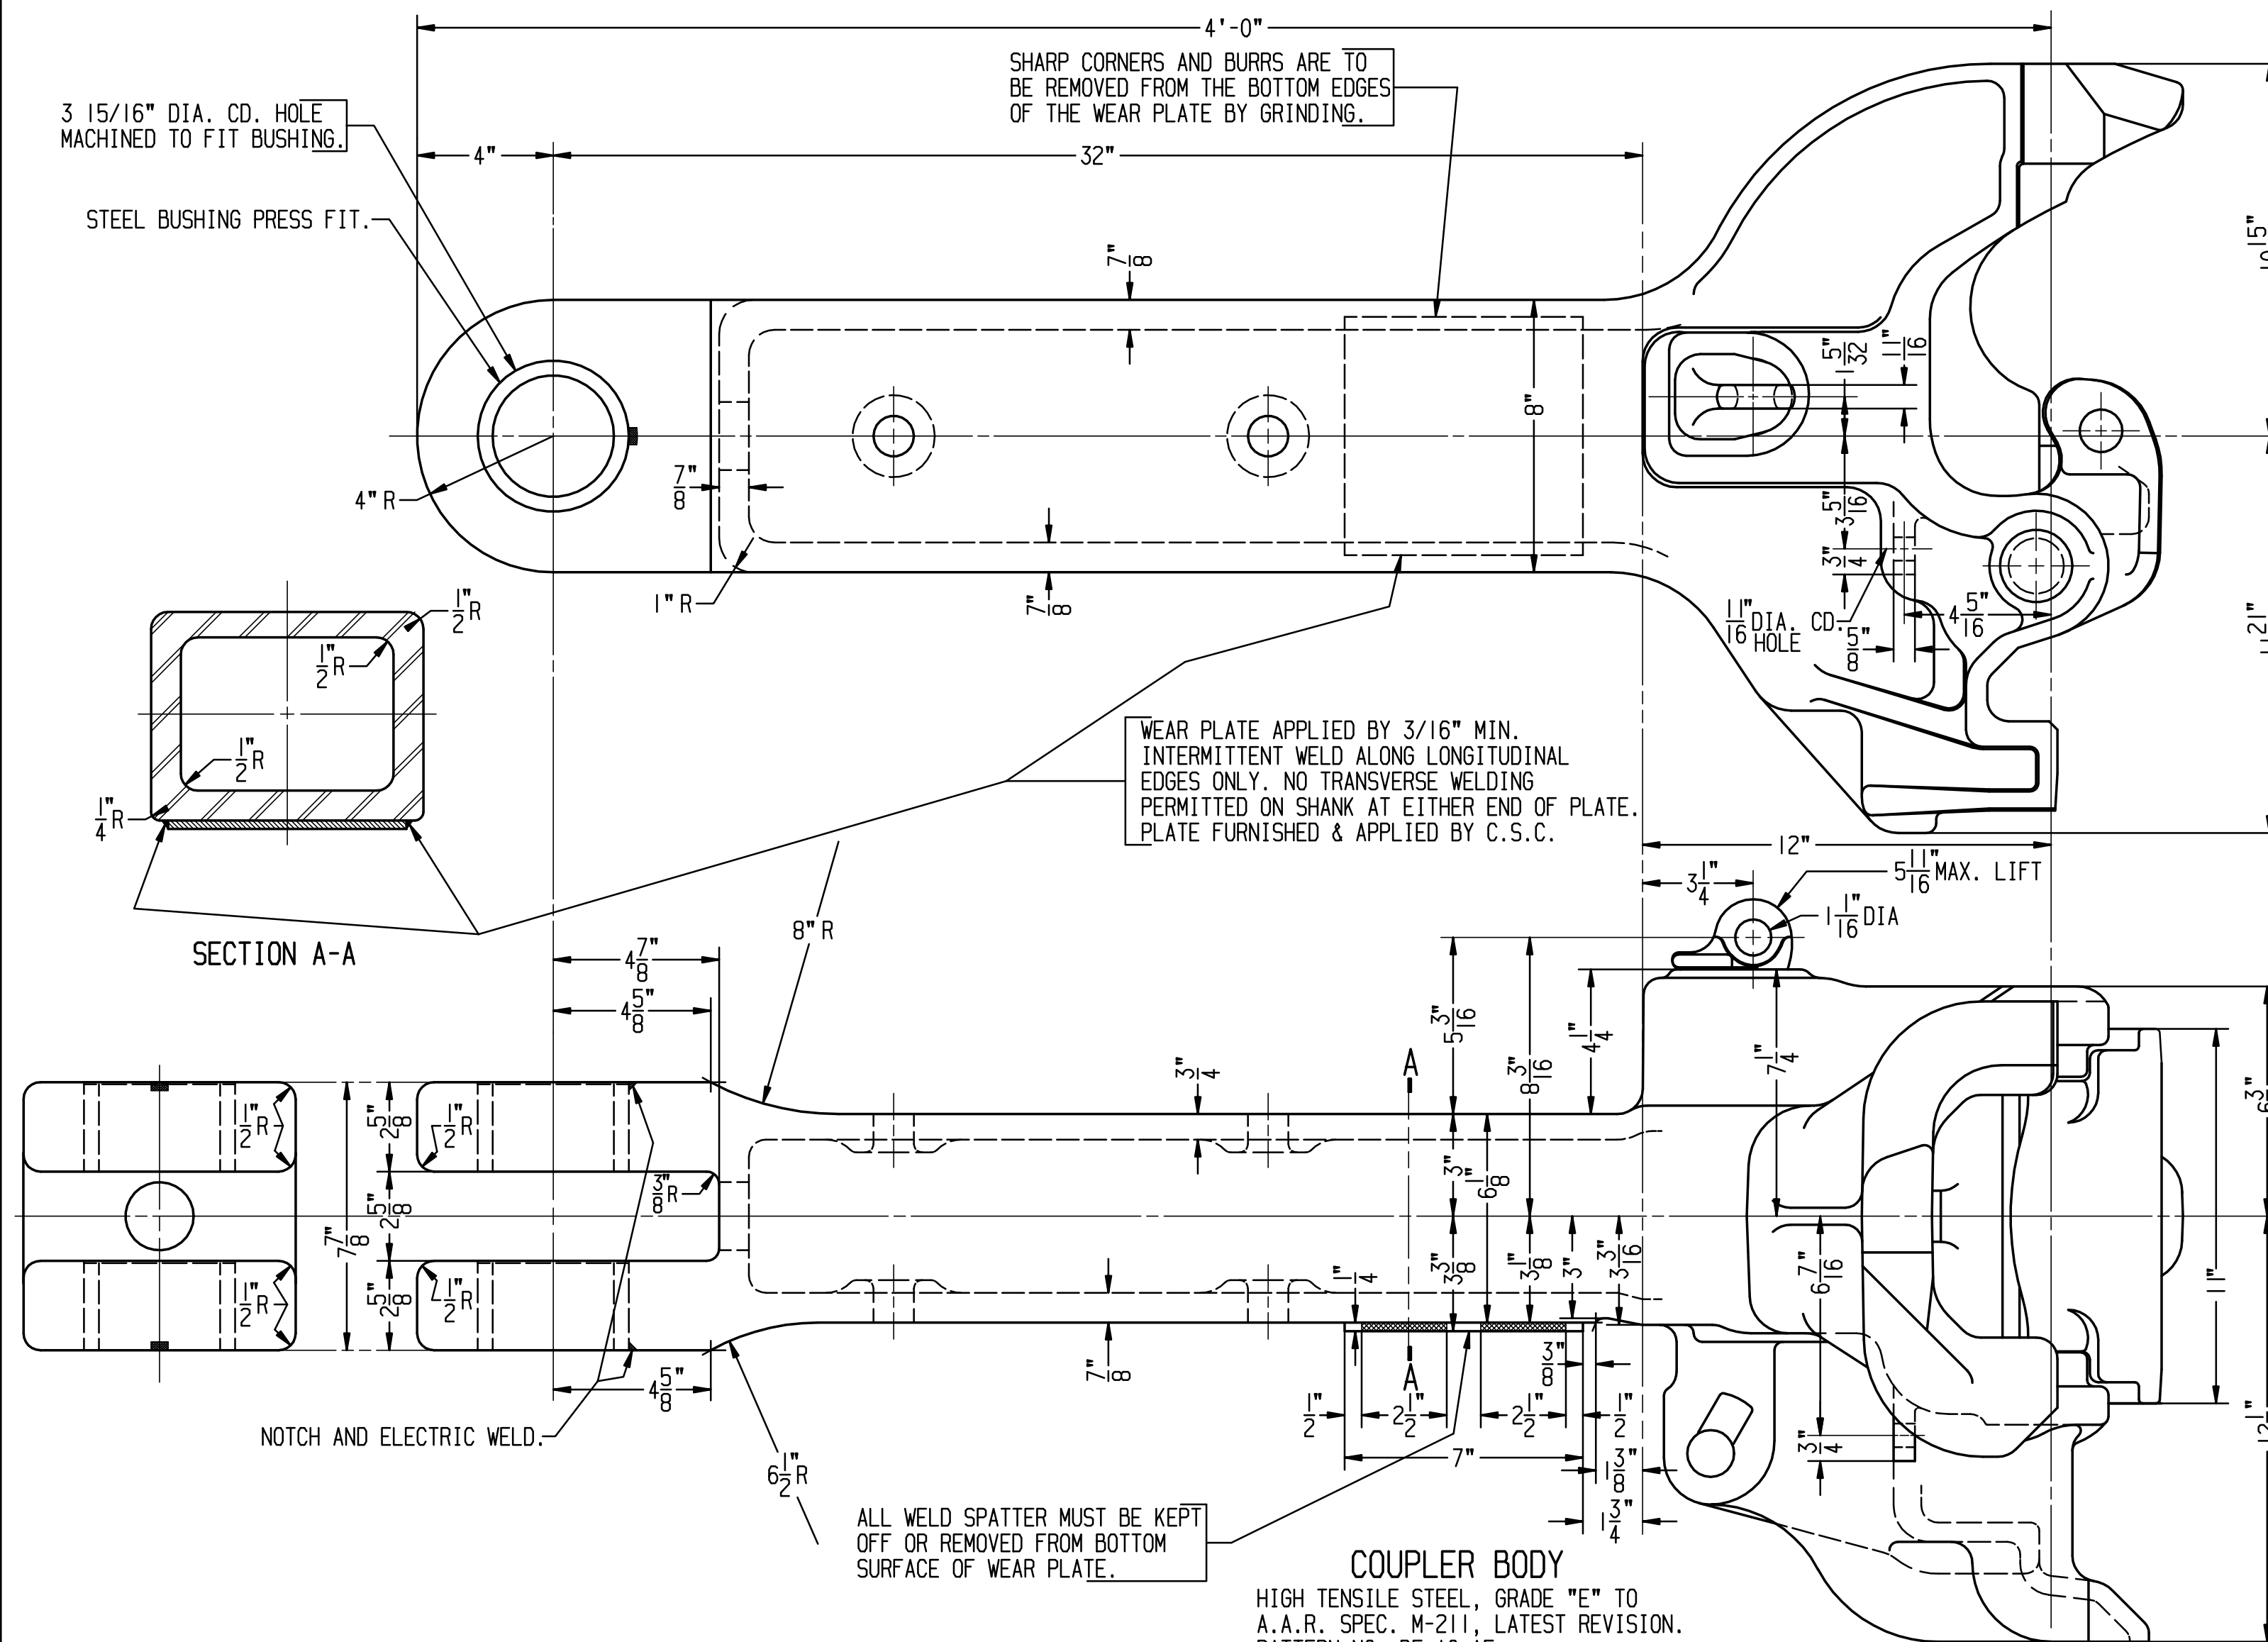 4'-0"
SHARP CORNERS AND BURRS ARE TO
BE REMOVED FROM THE BOTTOM EDGES
OF THE WEAR PLATE BY GRINDING.
3 15/16" DIA. CD. HOLE
MACHINED TO FIT BUSHING.
4"
32"
STEEL BUSHING PRESS FIT.
7/8"
8"
1 5/32"
11/16"
4" R
7/8"
3 5/16"
3/4"
1" R
7/8"
11/16" DIA. CD.
HOLE
5/8"
4 5/16"
1/2" R
1/2" R
1/2" R
1/4" R
SECTION A-A
WEAR PLATE APPLIED BY 3/16" MIN.
INTERMITTENT WELD ALONG LONGITUDINAL
EDGES ONLY. NO TRANSVERSE WELDING
PERMITTED ON SHANK AT EITHER END OF PLATE.
PLATE FURNISHED & APPLIED BY C.S.C.
12"
3 1/4"
5 11/16" MAX. LIFT
1 1/16" DIA
8" R
4 7/8"
4 5/8"
5 3/16"
8 3/16"
4 1/4"
7 1/4"
3/4"
A
1/2" R
1/2" R
7 7/8"
2 5/8"
2 5/8"
2 5/8"
1/2" R
1/2" R
3/8" R
3"
6 1/8"
3 3/8"
3 1/8"
3"
3 3/16"
1/4"
6 7/16"
11"
7/8"
A
3/8"
4 5/8"
1/2"
2 1/2"
2 1/2"
1/2"
7"
1 3/8"
1 3/4"
3/4"
NOTCH AND ELECTRIC WELD.
6 1/2" R
ALL WELD SPATTER MUST BE KEPT
OFF OR REMOVED FROM BOTTOM
SURFACE OF WEAR PLATE.
COUPLER BODY
HIGH TENSILE STEEL, GRADE "E" TO
A.A.R. SPEC. M-211, LATEST REVISION.